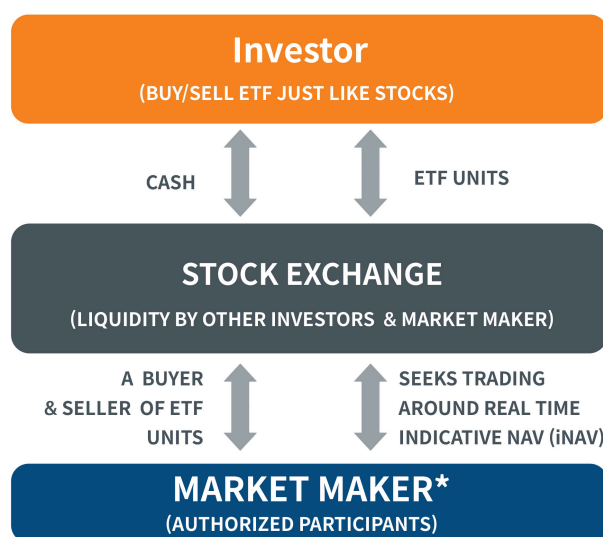 Investor
(BUY/SELL ETF JUST LIKE STOCKS)
CASH
ETF UNITS
STOCK EXCHANGE
(LIQUIDITY BY OTHER INVESTORS & MARKET MAKER)
A BUYER
& SELLER OF ETF
UNITS
SEEKS TRADING
AROUND REAL TIME
INDICATIVE NAV (iNAV)
MARKET MAKER*
(AUTHORIZED PARTICIPANTS)